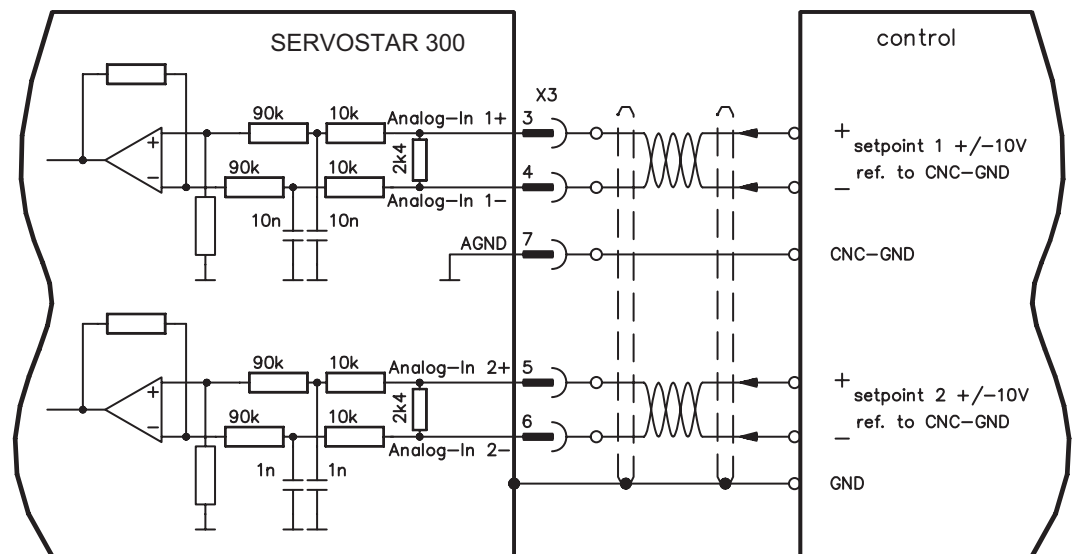 SERVOSTAR 300
control
X3
90k
10k
Analog-In 1+
3
+
-
2k4
+
setpoint 1 +/-10V
ref. to CNC-GND
-
90k
10k
4
Analog-In 1-
10n
10n
AGND
7
CNC-GND
90k
10k
Analog-In 2+
5
+
-
2k4
+
setpoint 2 +/-10V
ref. to CNC-GND
-
90k
10k
6
Analog-In 2-
1n
1n
GND